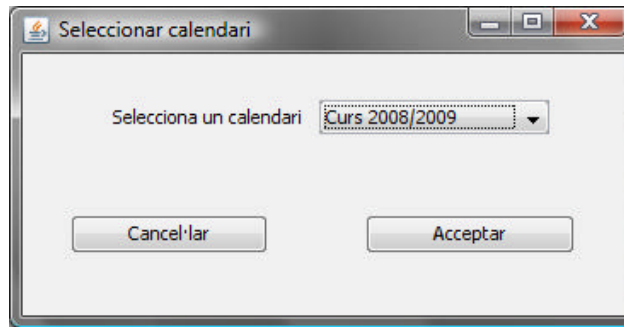 Seleccionar calendari
Selecciona un calendari Curs 2008/2009
Cancel·lar Acceptar